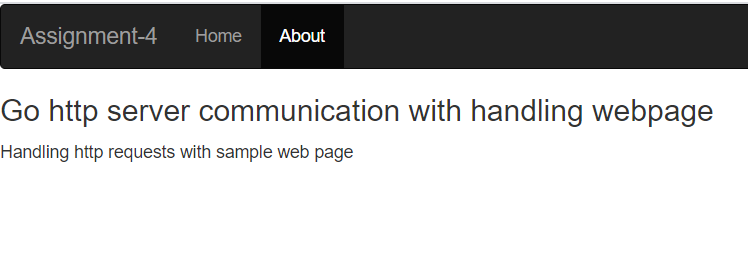 Assignment-4 Home About
Go http server communication with handling webpage
Handling http requests with sample web page